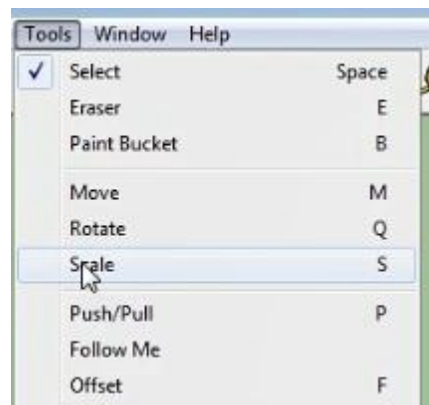 Tools Window Help
✓ Select Space
Eraser E
Paint Bucket B
Move M
Rotate Q
Scale S
Push/Pull P
Follow Me
Offset F